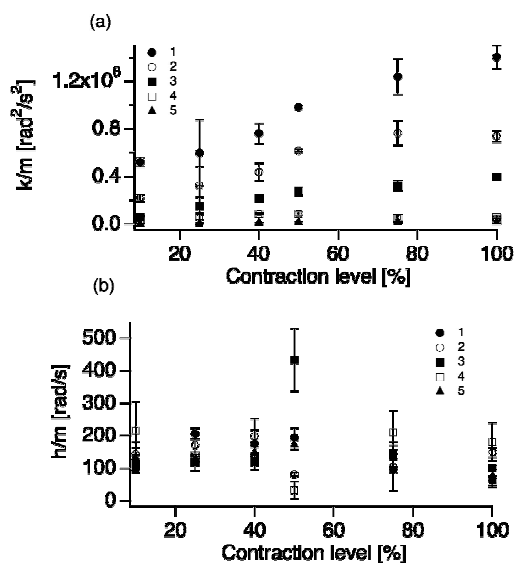 (a)
1
2
3
4
5
1.2x10⁶
0.8
0.4
0.0
k/m [rad²/s²]
20 40 60 80 100
Contraction level [%]
(b)
1
2
3
4
5
500
400
300
200
100
0
h/m [rad/s]
20 40 60 80 100
Contraction level [%]